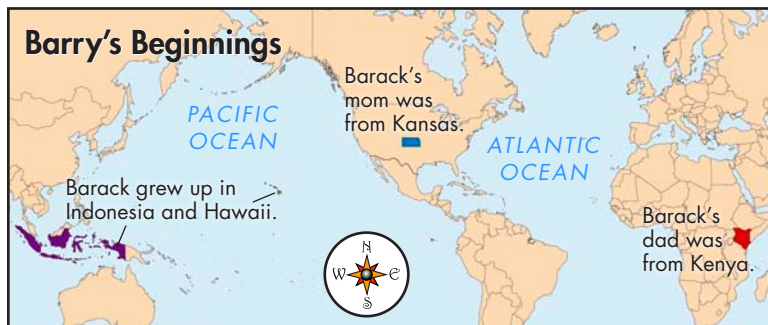 Barry's Beginnings
Barack's
mom was
from Kansas.
PACIFIC
OCEAN
ATLANTIC
OCEAN
Barack grew up in
Indonesia and Hawaii.
Barack's
dad was
from Kenya.
N
W E
S